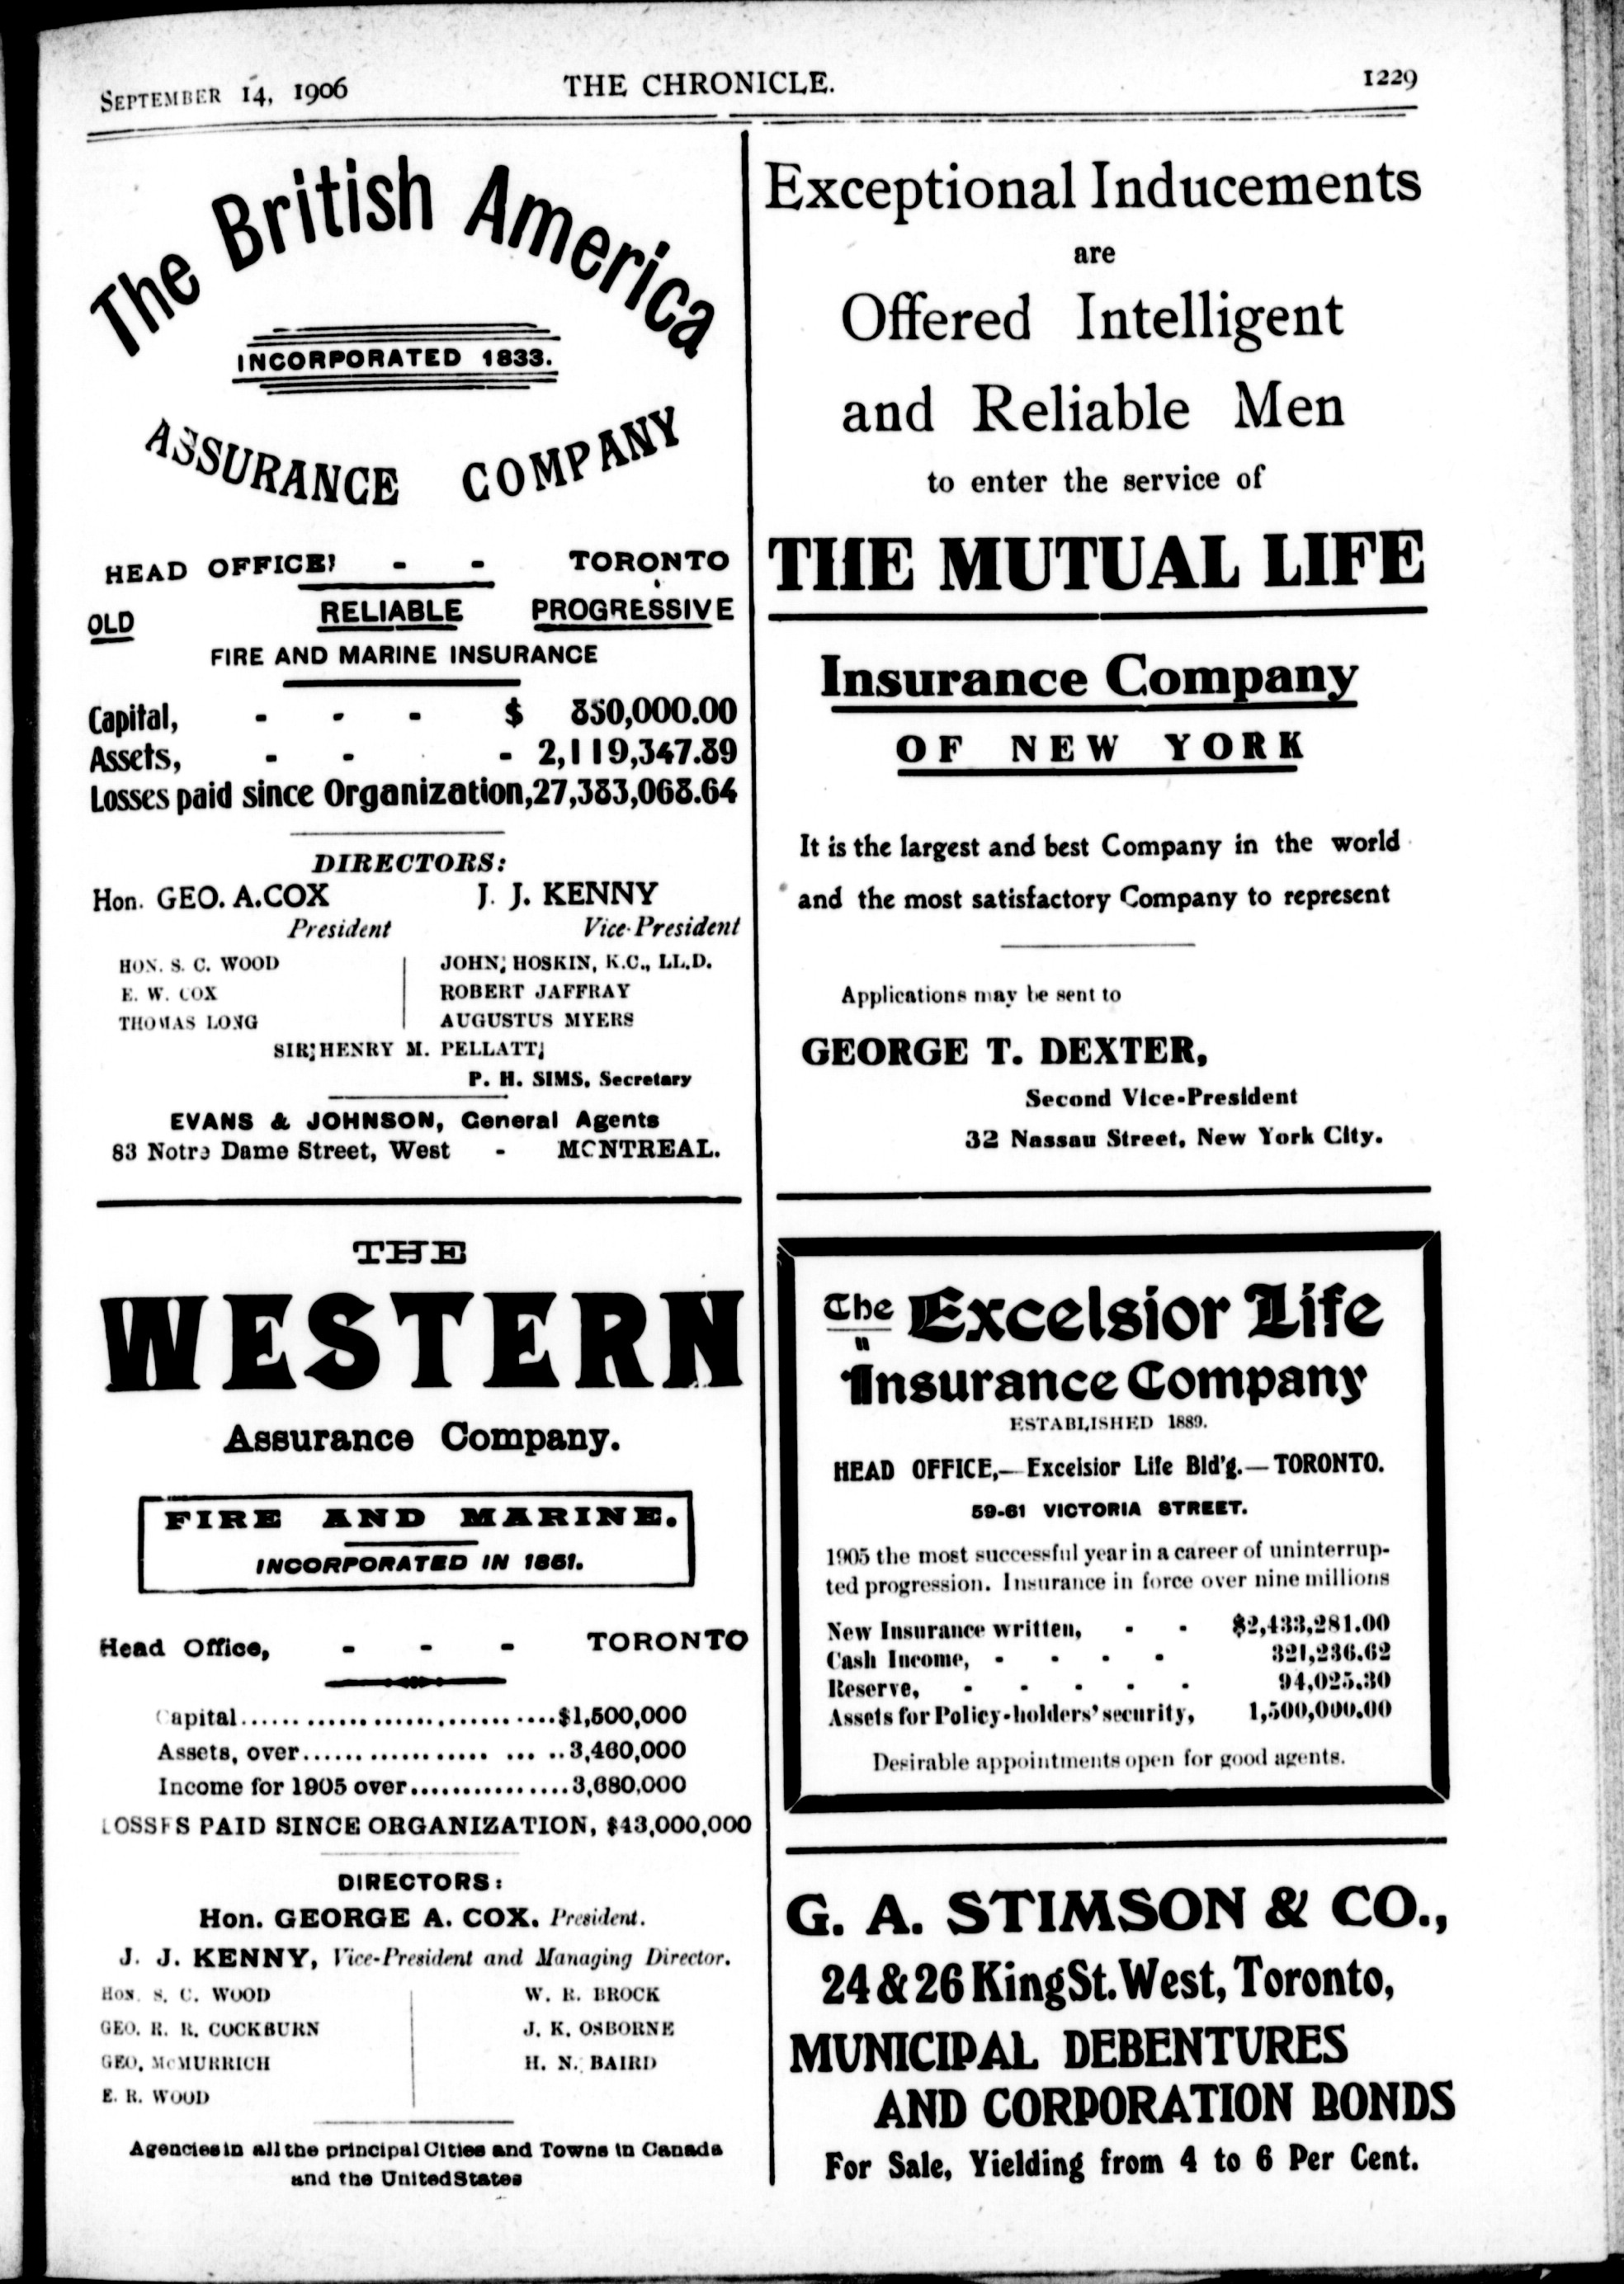 SEPTEMBER 14, 1906 THE CHRONICLE. 1229
The British America
INCORPORATED 1833.
ASSURANCE COMPANY
HEAD OFFICE: - - TORONTO
OLD RELIABLE PROGRESSIVE
FIRE AND MARINE INSURANCE
Capital, - - - $ 850,000.00
Assets, - - - 2,119,347.89
Losses paid since Organization, 27,383,068.64
DIRECTORS:
Hon. GEO. A. COX J. J. KENNY
President Vice-President
HON. S. C. WOOD JOHN HOSKIN, K.C., LL.D.
E. W. COX ROBERT JAFFRAY
THOMAS LONG AUGUSTUS MYERS
SIR HENRY M. PELLATT
P. H. SIMS, Secretary
EVANS & JOHNSON, General Agents
83 Notre Dame Street, West - MONTREAL.
THE
WESTERN
Assurance Company.
FIRE AND MARINE.
INCORPORATED IN 1851.
Head Office, - - - TORONTO
Capital....................................$1,500,000
Assets, over...........................3,460,000
Income for 1905 over...............3,680,000
LOSSES PAID SINCE ORGANIZATION, $43,000,000
DIRECTORS:
Hon. GEORGE A. COX, President.
J. J. KENNY, Vice-President and Managing Director.
HON. S. C. WOOD W. R. BROCK
GEO. R. R. COCKBURN J. K. OSBORNE
GEO. McMURRICH H. N. BAIRD
E. R. WOOD
Agencies in all the principal Cities and Towns in Canada
and the United States
Exceptional Inducements
are
Offered Intelligent
and Reliable Men
to enter the service of
THE MUTUAL LIFE
Insurance Company
OF NEW YORK
It is the largest and best Company in the world
and the most satisfactory Company to represent
Applications may be sent to
GEORGE T. DEXTER,
Second Vice-President
32 Nassau Street, New York City.
The Excelsior Life
Insurance Company
ESTABLISHED 1889.
HEAD OFFICE,—Excelsior Life Bld'g.—TORONTO.
59-61 VICTORIA STREET.
1905 the most successful year in a career of uninterrup-
ted progression. Insurance in force over nine millions
New Insurance written, - - $2,433,281.00
Cash Income, - - - - 321,236.62
Reserve, - - - - - 94,025.30
Assets for Policy-holders' security, 1,500,000.00
Desirable appointments open for good agents.
G. A. STIMSON & CO.,
24 & 26 King St. West, Toronto,
MUNICIPAL DEBENTURES
AND CORPORATION BONDS
For Sale, Yielding from 4 to 6 Per Cent.